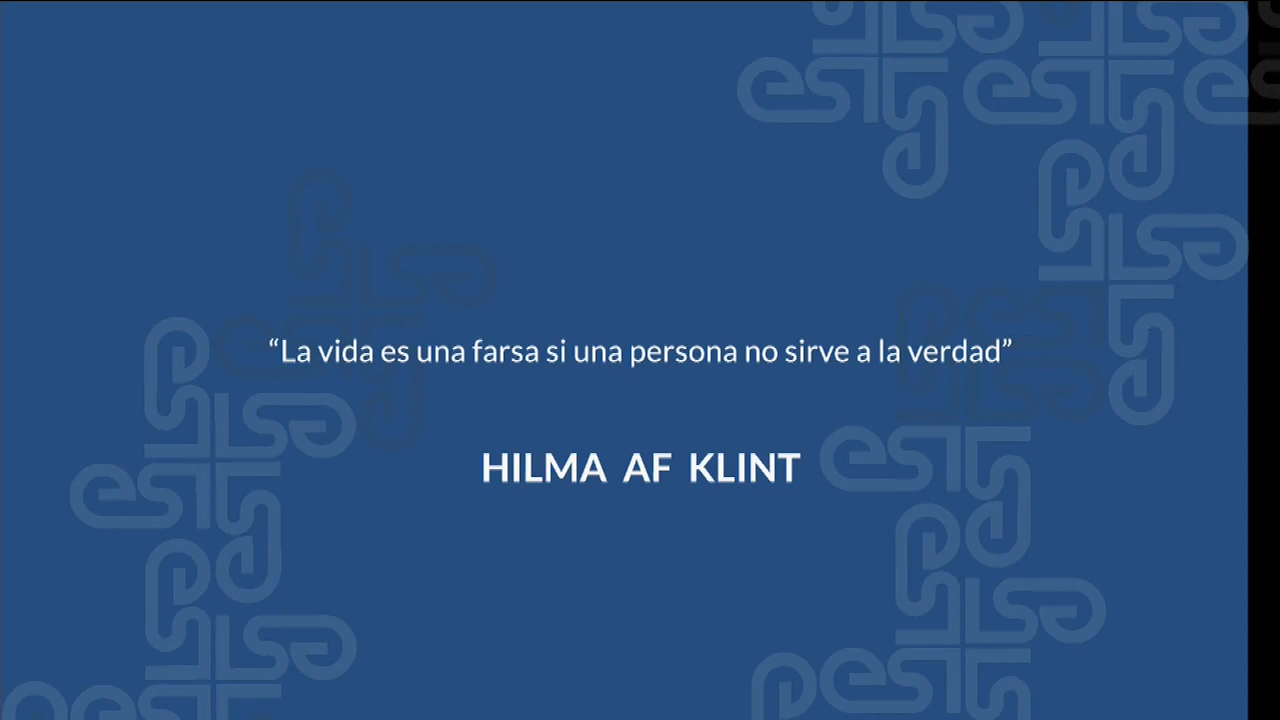 “La vida es una farsa si una persona no sirve a la verdad”
HILMA AF KLINT